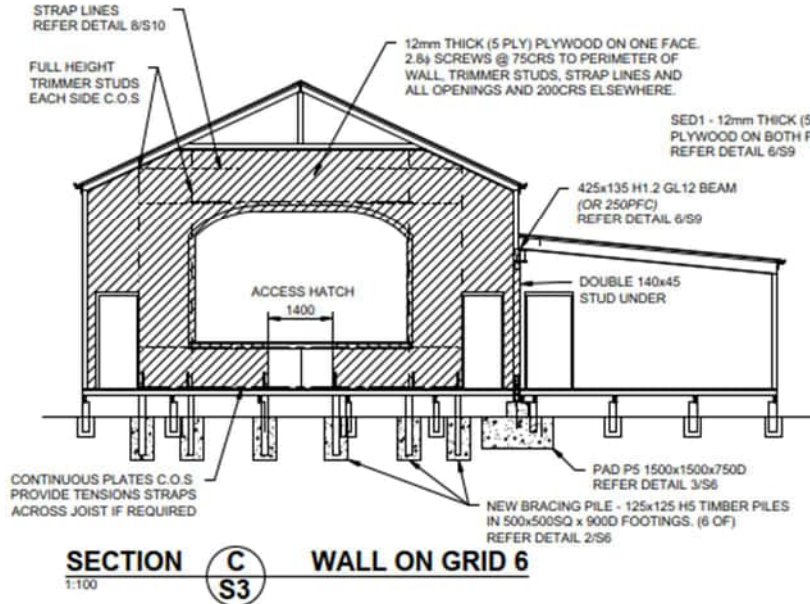 STRAP LINES
REFER DETAIL 8/S10
FULL HEIGHT
TRIMMER STUDS
EACH SIDE C.O.S
12mm THICK (5 PLY) PLYWOOD ON ONE FACE.
2.8ϕ SCREWS @ 75CRS TO PERIMETER OF
WALL, TRIMMER STUDS, STRAP LINES AND
ALL OPENINGS AND 200CRS ELSEWHERE.
SED1 - 12mm THICK (5
PLYWOOD ON BOTH F
REFER DETAIL 6/S9
425x135 H1.2 GL12 BEAM
(OR 250PFC)
REFER DETAIL 6/S9
DOUBLE 140x45
STUD UNDER
ACCESS HATCH
1400
CONTINUOUS PLATES C.O.S
PROVIDE TENSIONS STRAPS
ACROSS JOIST IF REQUIRED
PAD P5 1500x1500x750D
REFER DETAIL 3/S6
NEW BRACING PILE - 125x125 H5 TIMBER PILES
IN 500x500SQ x 900D FOOTINGS. (6 OF)
REFER DETAIL 2/S6
SECTION C WALL ON GRID 6
1:100 S3